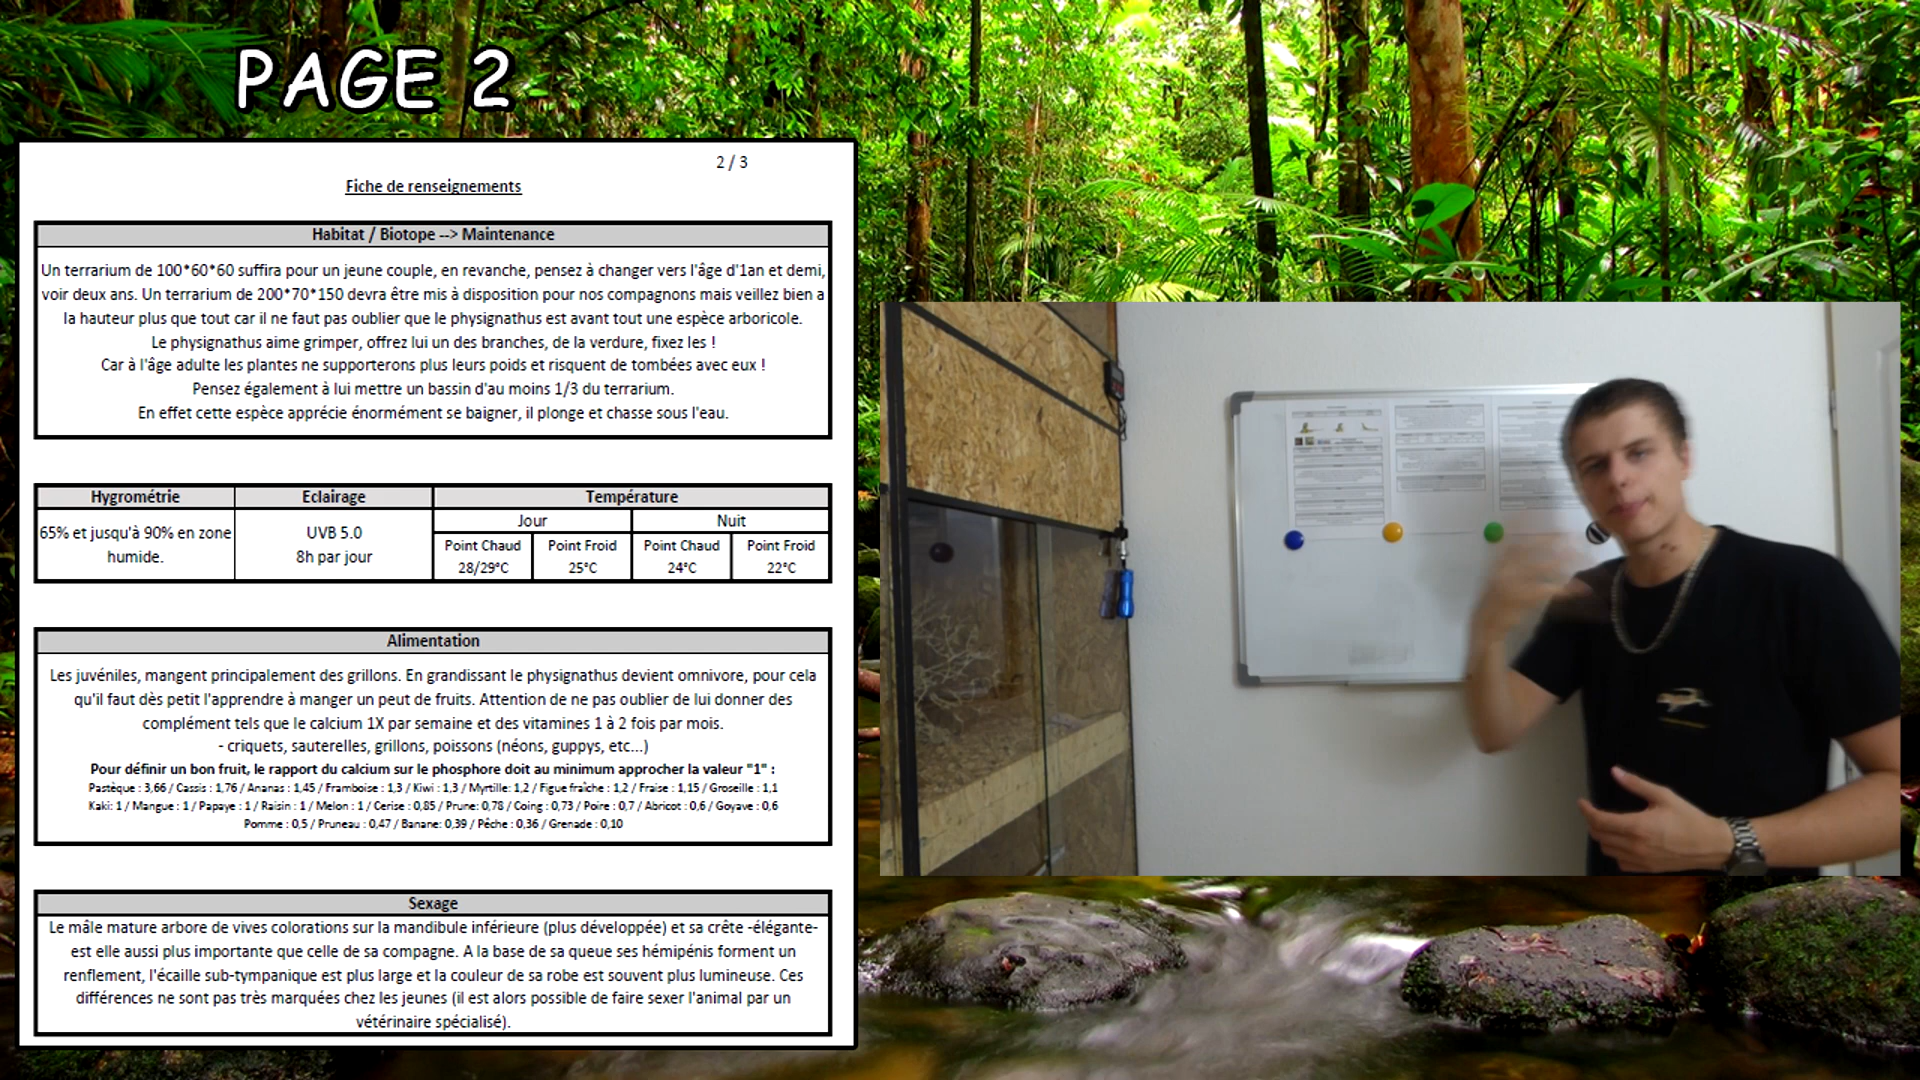 PAGE 2
2 / 3
Fiche de renseignements
Habitat / Biotope --> Maintenance
Un terrarium de 100*60*60 suffira pour un jeune couple, en revanche, pensez à changer vers l'âge d'1an et demi,
voir deux ans. Un terrarium de 200*70*150 devra être mis à disposition pour nos compagnons mais veillez bien a
la hauteur plus que tout car il ne faut pas oublier que le physignathus est avant tout une espèce arboricole.
Le physignathus aime grimper, offrez lui un des branches, de la verdure, fixez les !
Car à l'âge adulte les plantes ne supporterons plus leurs poids et risquent de tombées avec eux !
Pensez également à lui mettre un bassin d'au moins 1/3 du terrarium.
En effet cette espèce apprécie énormément se baigner, il plonge et chasse sous l'eau.
Hygrométrie Eclairage Température
65% et jusqu'à 90% en zone
humide.
UVB 5.0
8h par jour
Jour Nuit
Point Chaud Point Froid Point Chaud Point Froid
28/29°C 25°C 24°C 22°C
Alimentation
Les juvéniles, mangent principalement des grillons. En grandissant le physignathus devient omnivore, pour cela
qu'il faut dès petit l'apprendre à manger un peut de fruits. Attention de ne pas oublier de lui donner des
complément tels que le calcium 1X par semaine et des vitamines 1 à 2 fois par mois.
- criquets, sauterelles, grillons, poissons (néons, guppys, etc...)
Pour définir un bon fruit, le rapport du calcium sur le phosphore doit au minimum approcher la valeur "1" :
Pastèque : 3,66 / Cassis : 1,76 / Ananas : 1,45 / Framboise : 1,3 / Kiwi : 1,3 / Myrtille: 1,2 / Figue fraîche : 1,2 / Fraise : 1,15 / Groseille : 1,1
Kaki: 1 / Mangue : 1 / Papaye : 1 / Raisin : 1 / Melon : 1 / Cerise : 0,85 / Prune: 0,78 / Coing : 0,73 / Poire : 0,7 / Abricot : 0,6 / Goyave : 0,6
Pomme : 0,5 / Pruneau : 0,47 / Banane: 0,39 / Pêche : 0,36 / Grenade : 0,10
Sexage
Le mâle mature arbore de vives colorations sur la mandibule inférieure (plus développée) et sa crête -élégante-
est elle aussi plus importante que celle de sa compagne. A la base de sa queue ses hémipénis forment un
renflement, l'écaille sub-tympanique est plus large et la couleur de sa robe est souvent plus lumineuse. Ces
différences ne sont pas très marquées chez les jeunes (il est alors possible de faire sexer l'animal par un
vétérinaire spécialisé).